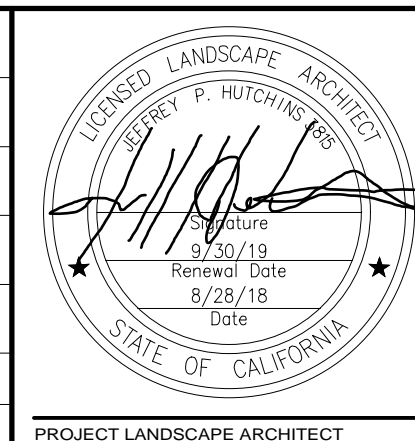 LICENSED LANDSCAPE ARCHITECT
JEFFREY P. HUTCHINS 3815
Signature
9/30/19
Renewal Date
8/28/18
Date
STATE OF CALIFORNIA
PROJECT LANDSCAPE ARCHITECT